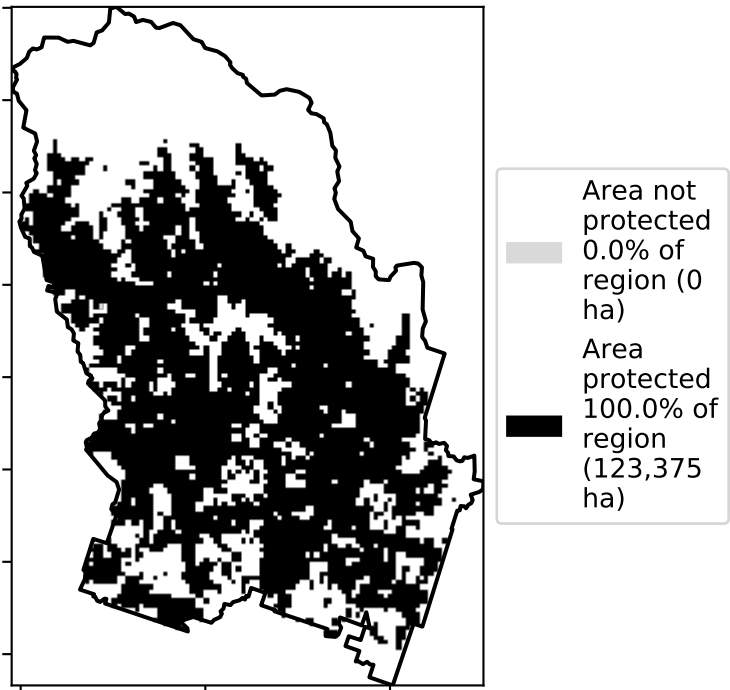 Area not
protected
0.0% of
region (0
ha)
Area
protected
100.0% of
region
(123,375
ha)